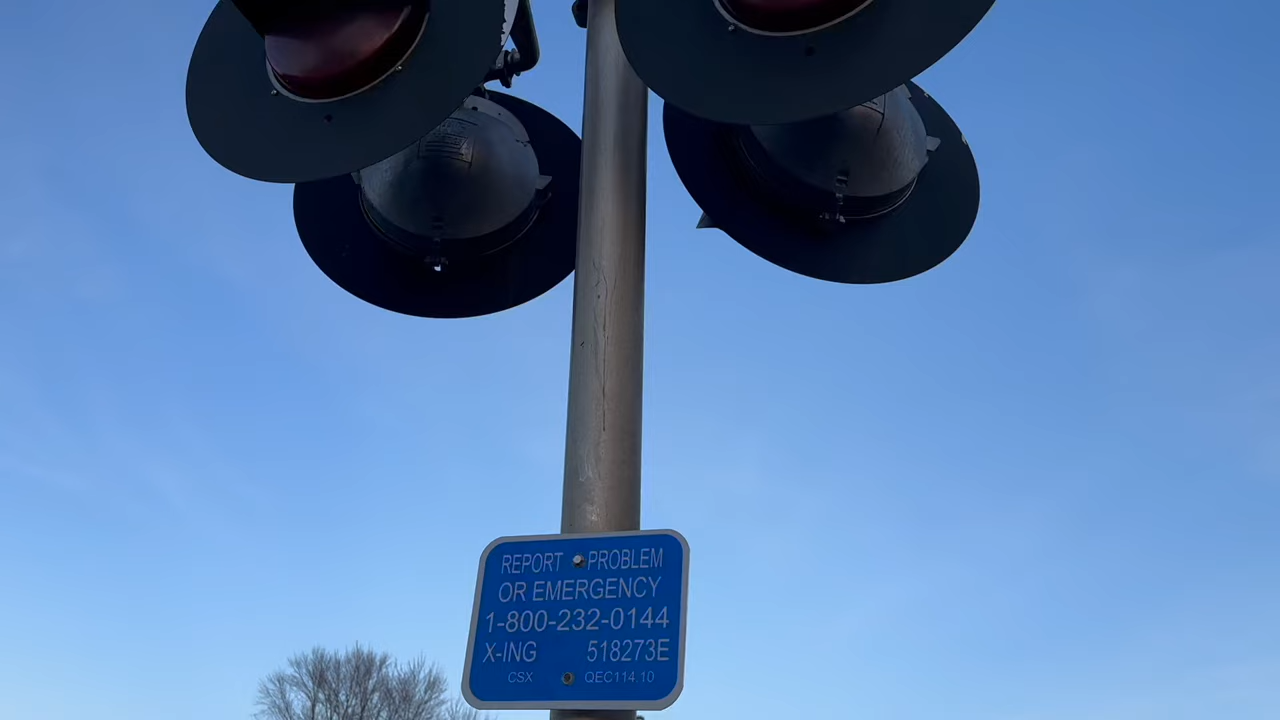 REPORT PROBLEM
OR EMERGENCY
1-800-232-0144
X-ING 518273E
CSX QEC114.10